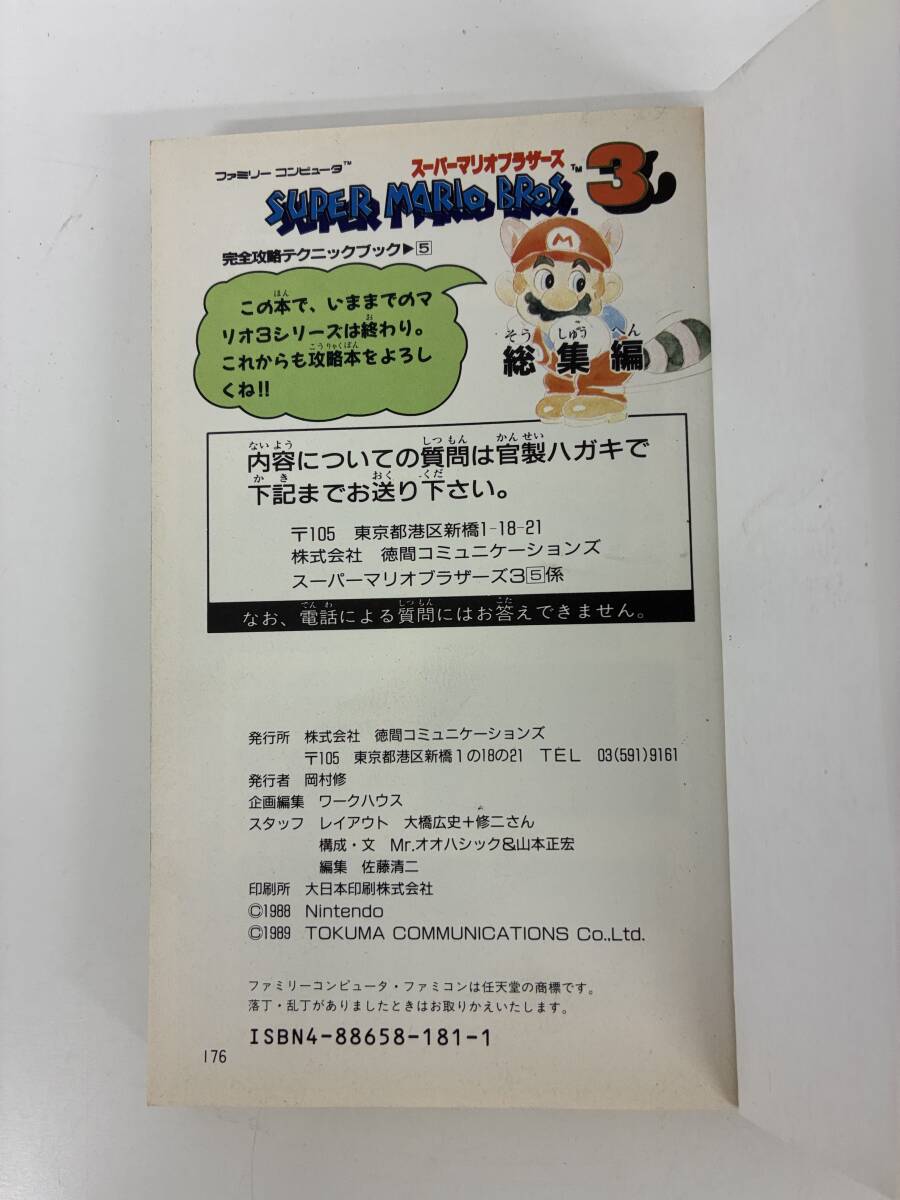 ファミリー コンピュータ™
スーパーマリオブラザーズ
SUPER MARIO BROS.™ 3
完全攻略テクニックブック▶5
M
この本で、いままでのマ
リオ3シリーズは終わり。
これからも攻略本をよろし
くね!!
総集編
内容についての質問は官製ハガキで
下記までお送り下さい。
〒105 東京都港区新橋1-18-21
株式会社 徳間コミュニケーションズ
スーパーマリオブラザーズ3 5係
なお、電話による質問にはお答えできません。
発行所 株式会社 徳間コミュニケーションズ
〒105 東京都港区新橋1の18の21 TEL 03(591)9161
発行者 岡村修
企画編集 ワークハウス
スタッフ レイアウト 大橋広史+修二さん
構成・文 Mr.オオハシック&山本正宏
編集 佐藤清二
印刷所 大日本印刷株式会社
©1988 Nintendo
©1989 TOKUMA COMMUNICATIONS Co.,Ltd.
ファミリーコンピュータ・ファミコンは任天堂の商標です。
落丁・乱丁がありましたときはお取りかえいたします。
ISBN4-88658-181-1
176